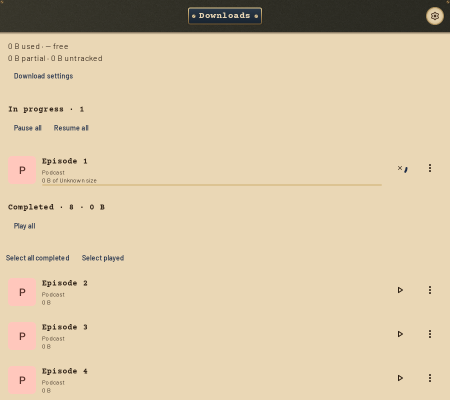 Downloads
0 B used · — free
0 B partial · 0 B untracked
Download settings
In progress · 1
Pause all Resume all
P
Episode 1
Podcast
0 B of Unknown size
Completed · 8 · 0 B
Play all
Select all completed Select played
P
Episode 2
Podcast
0 B
P
Episode 3
Podcast
0 B
P
Episode 4
Podcast
0 B